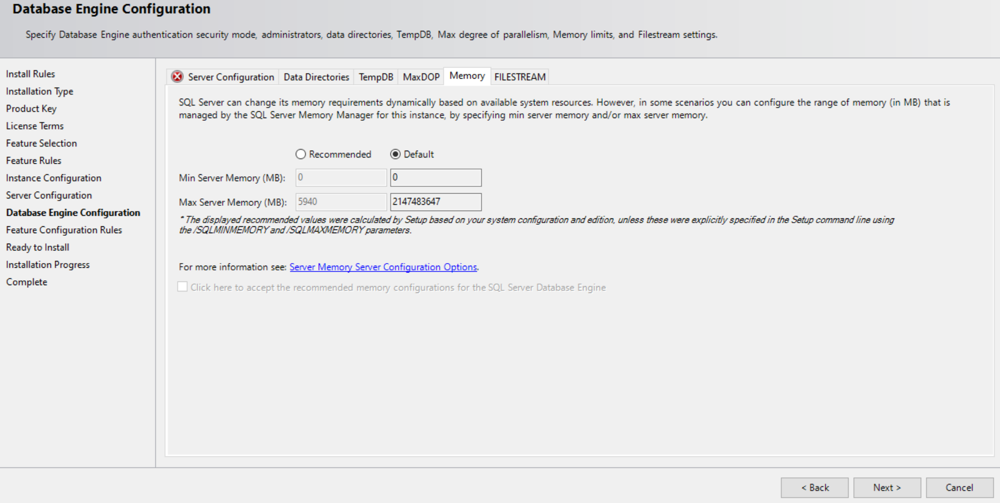 Database Engine Configuration
Specify Database Engine authentication security mode, administrators, data directories, TempDB, Max degree of parallelism, Memory limits, and Filestream settings.
Install Rules
Installation Type
Product Key
License Terms
Feature Selection
Feature Rules
Instance Configuration
Server Configuration
Database Engine Configuration
Feature Configuration Rules
Ready to Install
Installation Progress
Complete
Server Configuration Data Directories TempDB MaxDOP Memory FILESTREAM
SQL Server can change its memory requirements dynamically based on available system resources. However, in some scenarios you can configure the range of memory (in MB) that is
managed by the SQL Server Memory Manager for this instance, by specifying min server memory and/or max server memory.
Recommended Default
Min Server Memory (MB): 0 0
Max Server Memory (MB): 5940 2147483647
* The displayed recommended values were calculated by Setup based on your system configuration and edition, unless these were explicitly specified in the Setup command line using
the /SQLMINMEMORY and /SQLMAXMEMORY parameters.
For more information see: Server Memory Server Configuration Options.
Click here to accept the recommended memory configurations for the SQL Server Database Engine
< Back Next > Cancel